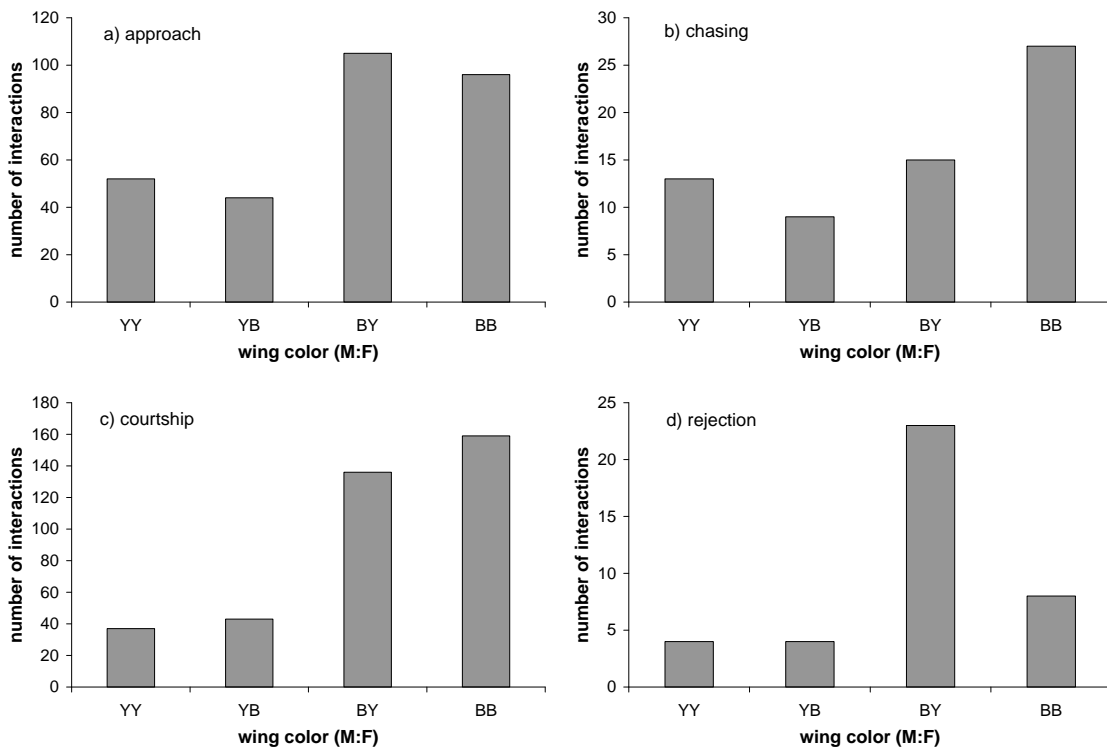 a) approach
number of interactions
120
100
80
60
40
20
0
YY YB BY BB
wing color (M:F)
b) chasing
number of interactions
30
25
20
15
10
5
0
YY YB BY BB
wing color (M:F)
c) courtship
number of interactions
180
160
140
120
100
80
60
40
20
0
YY YB BY BB
wing color (M:F)
d) rejection
number of interactions
25
20
15
10
5
0
YY YB BY BB
wing color (M:F)